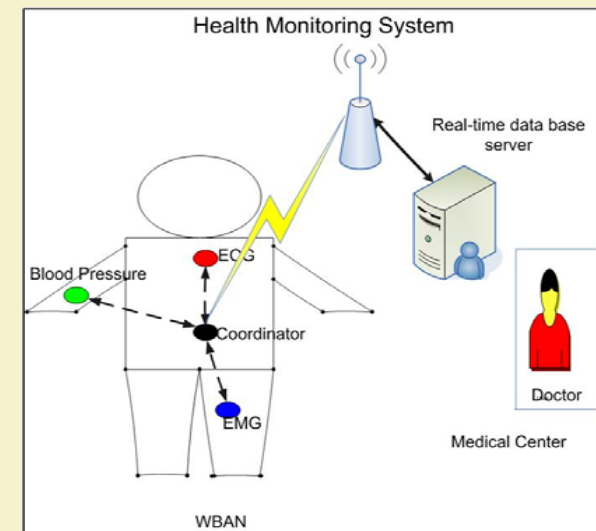 Health Monitoring System
Real-time data base
server
ECG
Blood Pressure
Coordinator
EMG
Doctor
Medical Center
WBAN